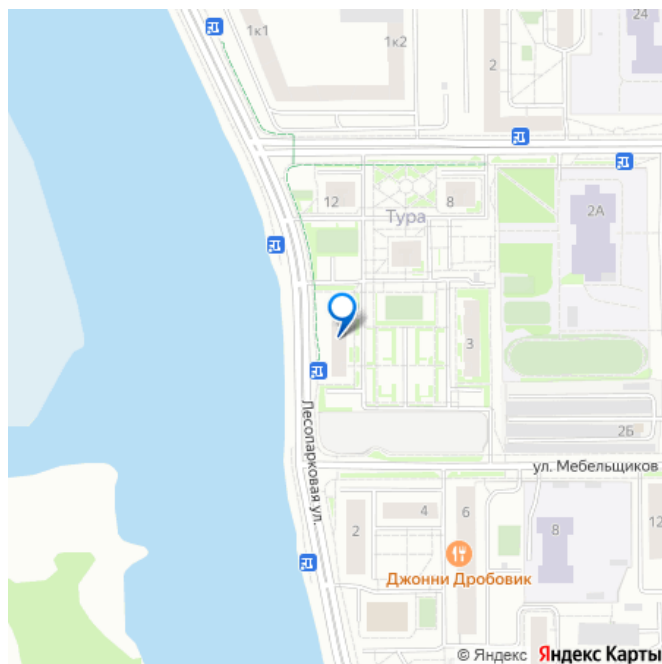 1к1
1к2
24
2
12
8
Тура
2А
3
2Б
Лесопарковая ул.
ул. Мебельщиков
2
4
6
8
12
Джонни Дробовик
© Яндекс Яндекс Карты